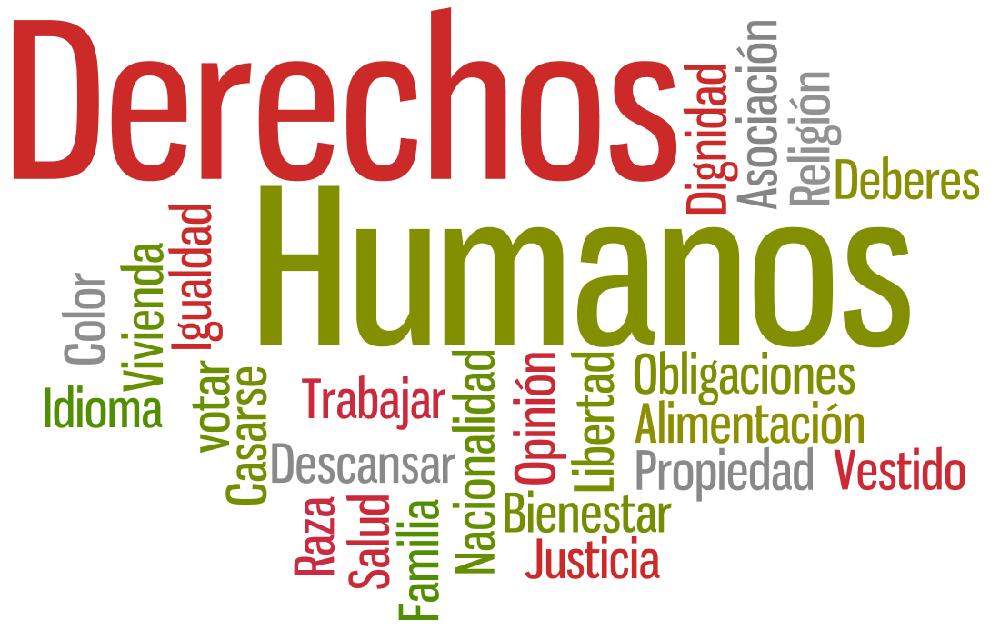 Derechos
Dignidad
Asociación
Religión
Deberes
Humanos
Color
Vivienda
Igualdad
Idioma
votar
Casarse
Trabajar
Descansar
Nacionalidad
Opinión
Libertad
Obligaciones
Alimentación
Propiedad
Vestido
Raza
Salud
Familia
Bienestar
Justicia